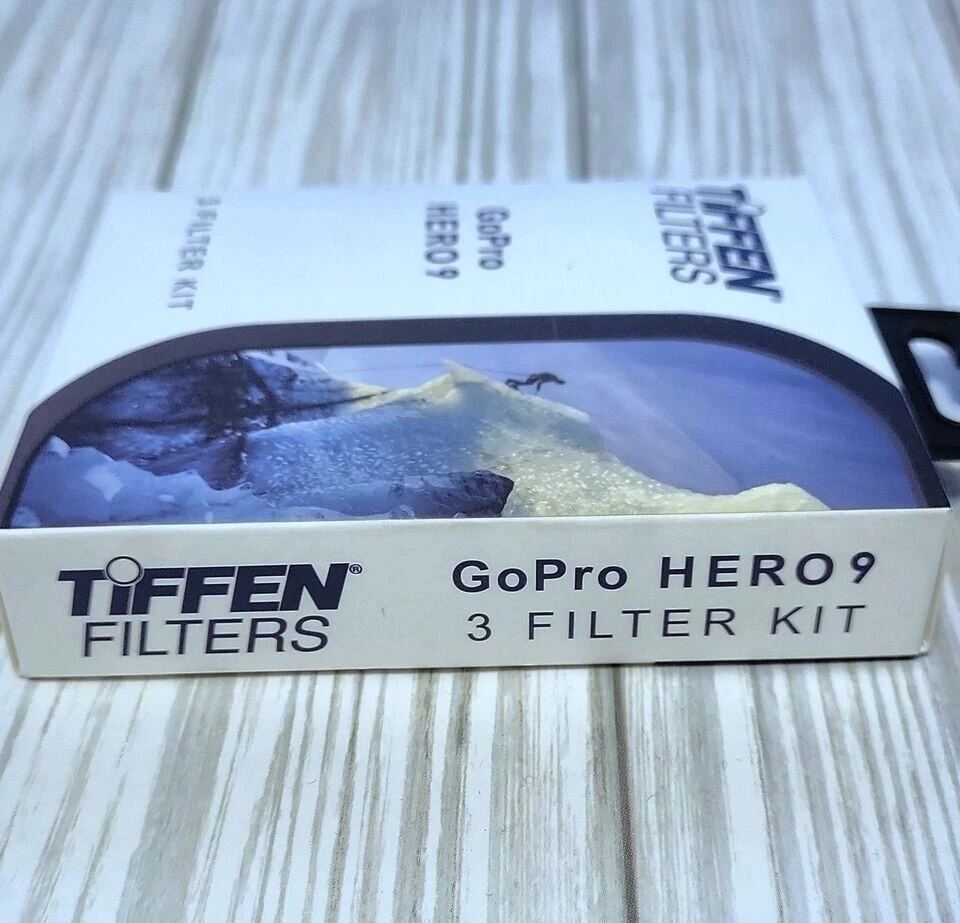 TiFFEN
FILTERS
GoPro
HERO9
3 FILTER KIT
TiFFEN®
FILTERS
GoPro HERO9
3 FILTER KIT